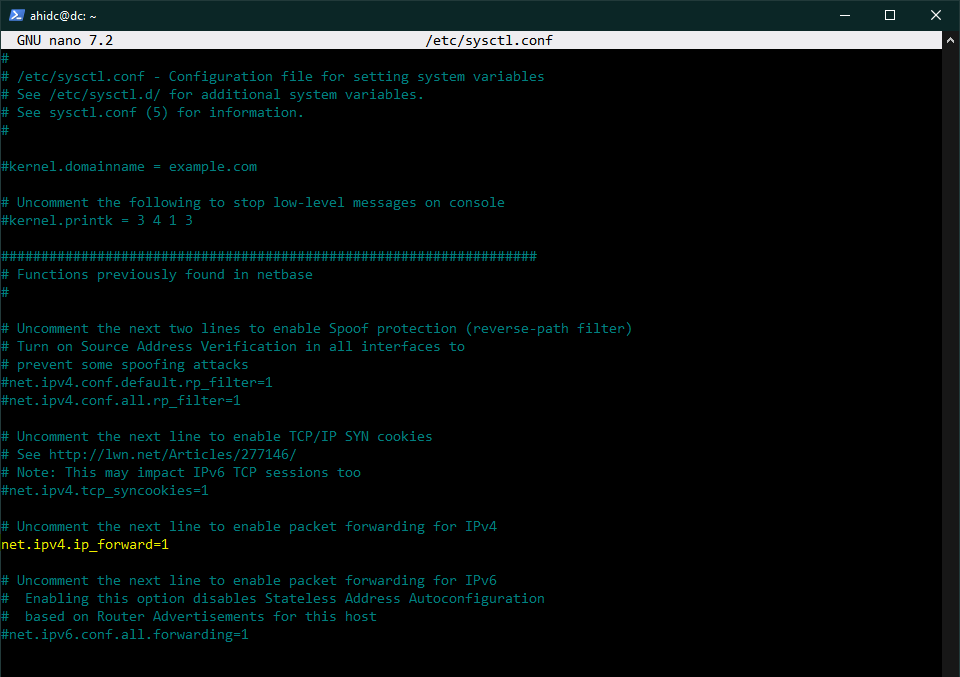 ahidc@dc: ~
GNU nano 7.2 /etc/sysctl.conf
#
# /etc/sysctl.conf - Configuration file for setting system variables
# See /etc/sysctl.d/ for additional system variables.
# See sysctl.conf (5) for information.
#
#kernel.domainname = example.com
# Uncomment the following to stop low-level messages on console
#kernel.printk = 3 4 1 3
###################################################################
# Functions previously found in netbase
#
# Uncomment the next two lines to enable Spoof protection (reverse-path filter)
# Turn on Source Address Verification in all interfaces to
# prevent some spoofing attacks
#net.ipv4.conf.default.rp_filter=1
#net.ipv4.conf.all.rp_filter=1
# Uncomment the next line to enable TCP/IP SYN cookies
# See http://lwn.net/Articles/277146/
# Note: This may impact IPv6 TCP sessions too
#net.ipv4.tcp_syncookies=1
# Uncomment the next line to enable packet forwarding for IPv4
net.ipv4.ip_forward=1
# Uncomment the next line to enable packet forwarding for IPv6
#  Enabling this option disables Stateless Address Autoconfiguration
#  based on Router Advertisements for this host
#net.ipv6.conf.all.forwarding=1